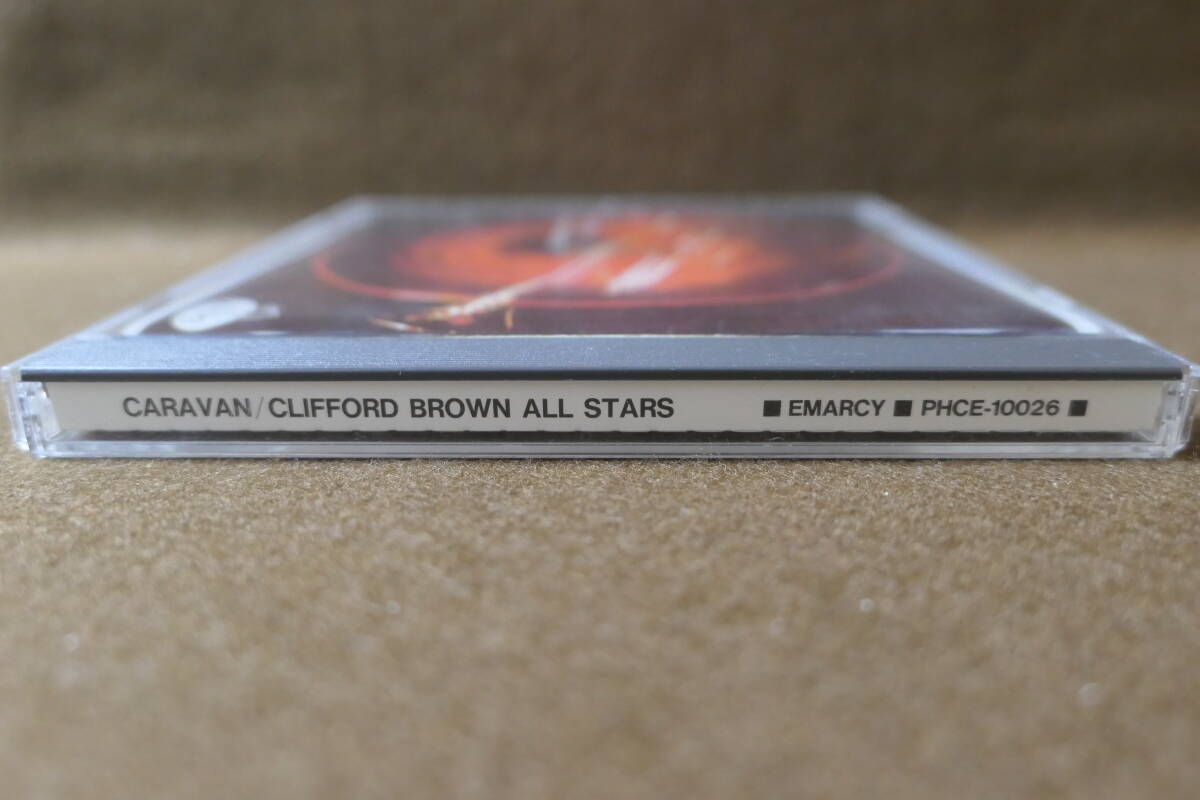 CARAVAN/CLIFFORD BROWN ALL STARS ■ EMARCY ■ PHCE-10026 ■